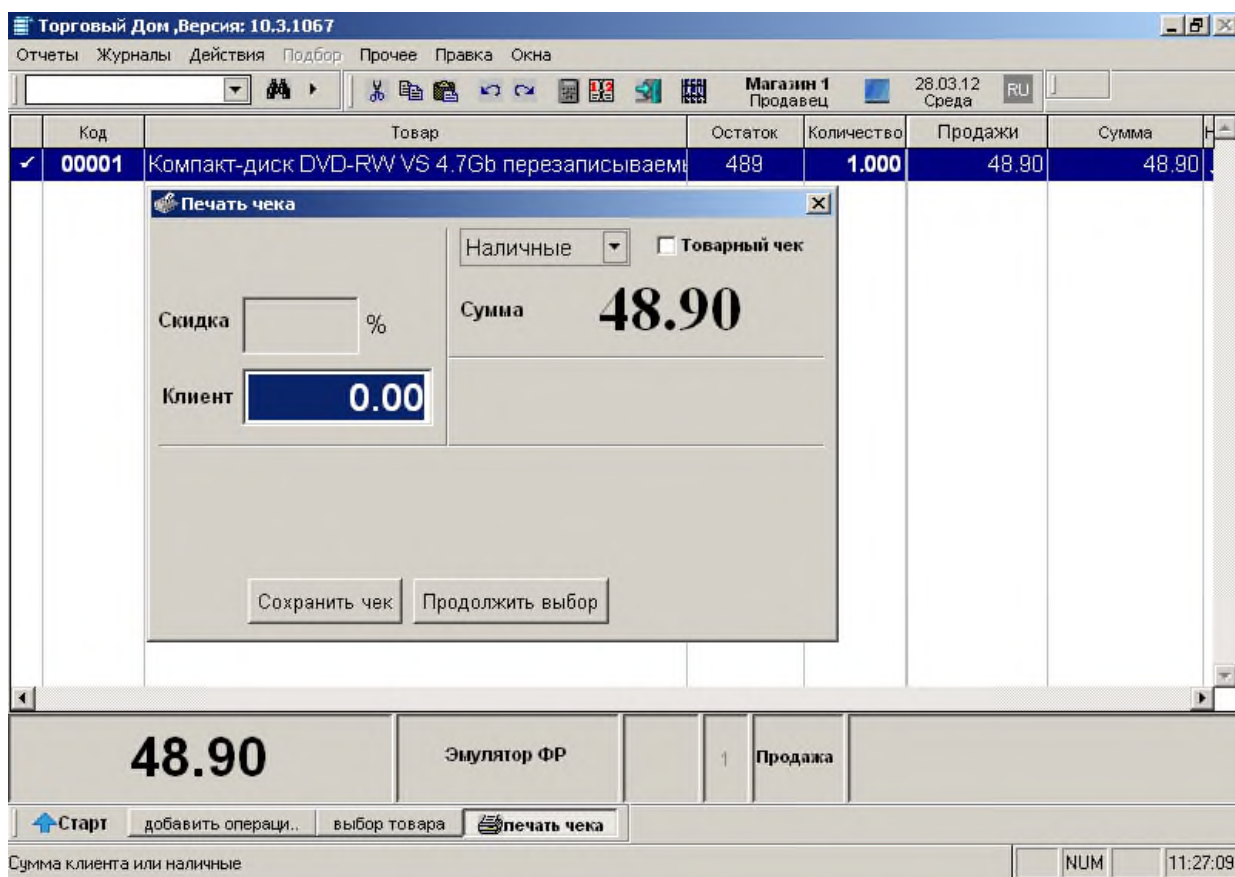 Торговый Дом ,Версия: 10.3.1067
Отчеты Журналы Действия Подбор Прочее Правка Окна
Магазин 1
Продавец
28.03.12
Среда
RU
Код Товар Остаток Количество Продажи Сумма Н
00001 Компакт-диск DVD-RW VS 4.7Gb перезаписываемы 489 1.000 48.90 48.90
Печать чека
Наличные Товарный чек
Скидка %
Сумма 48.90
Клиент 0.00
Сохранить чек Продолжить выбор
48.90 Эмулятор ФР 1 Продажа
Старт добавить операци.. выбор товара печать чека
Сумма клиента или наличные NUM 11:27:09